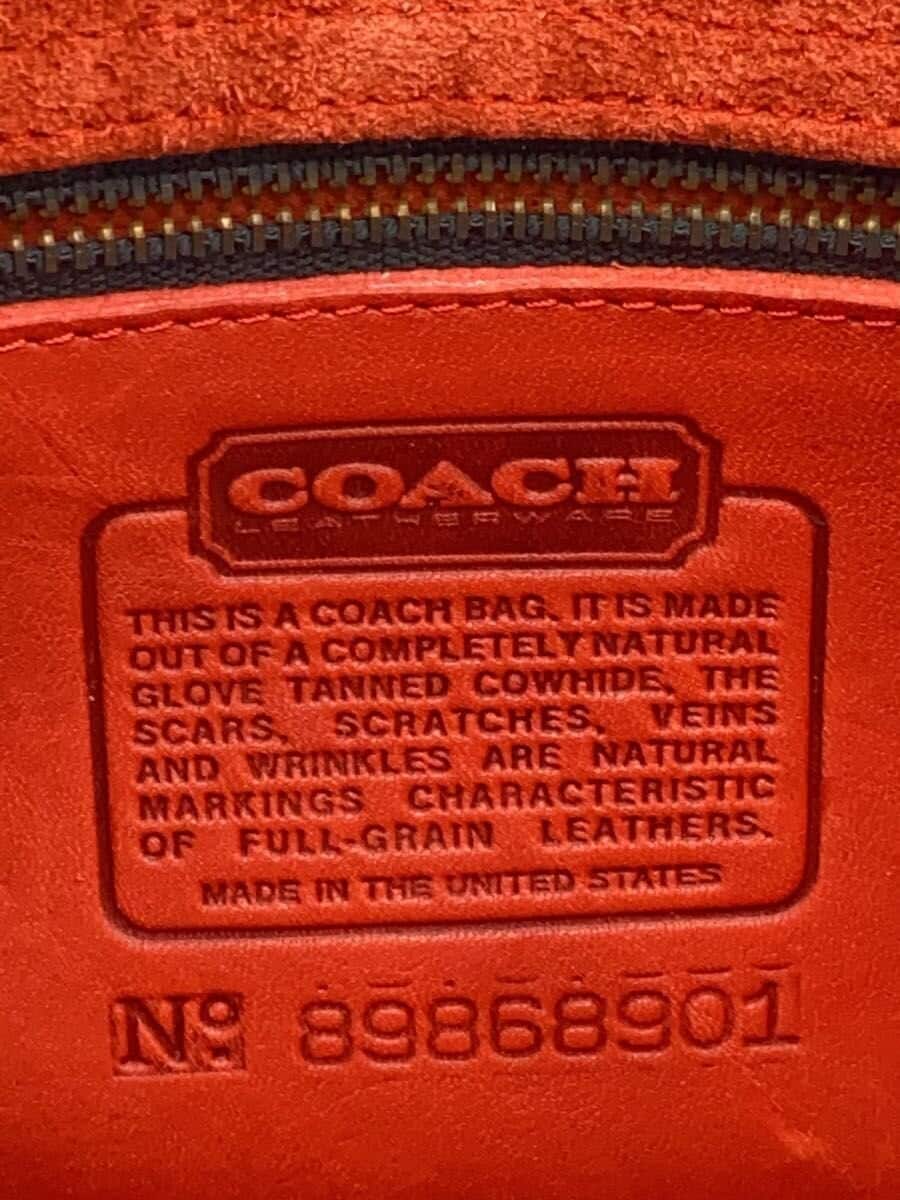 COACH
LEATHERWARE
THIS IS A COACH BAG. IT IS MADE
OUT OF A COMPLETELY NATURAL
GLOVE TANNED COWHIDE, THE
SCARS, SCRATCHES, VEINS
AND WRINKLES ARE NATURAL
MARKINGS CHARACTERISTIC
OF FULL-GRAIN LEATHERS.
MADE IN THE UNITED STATES
Nº 89868901